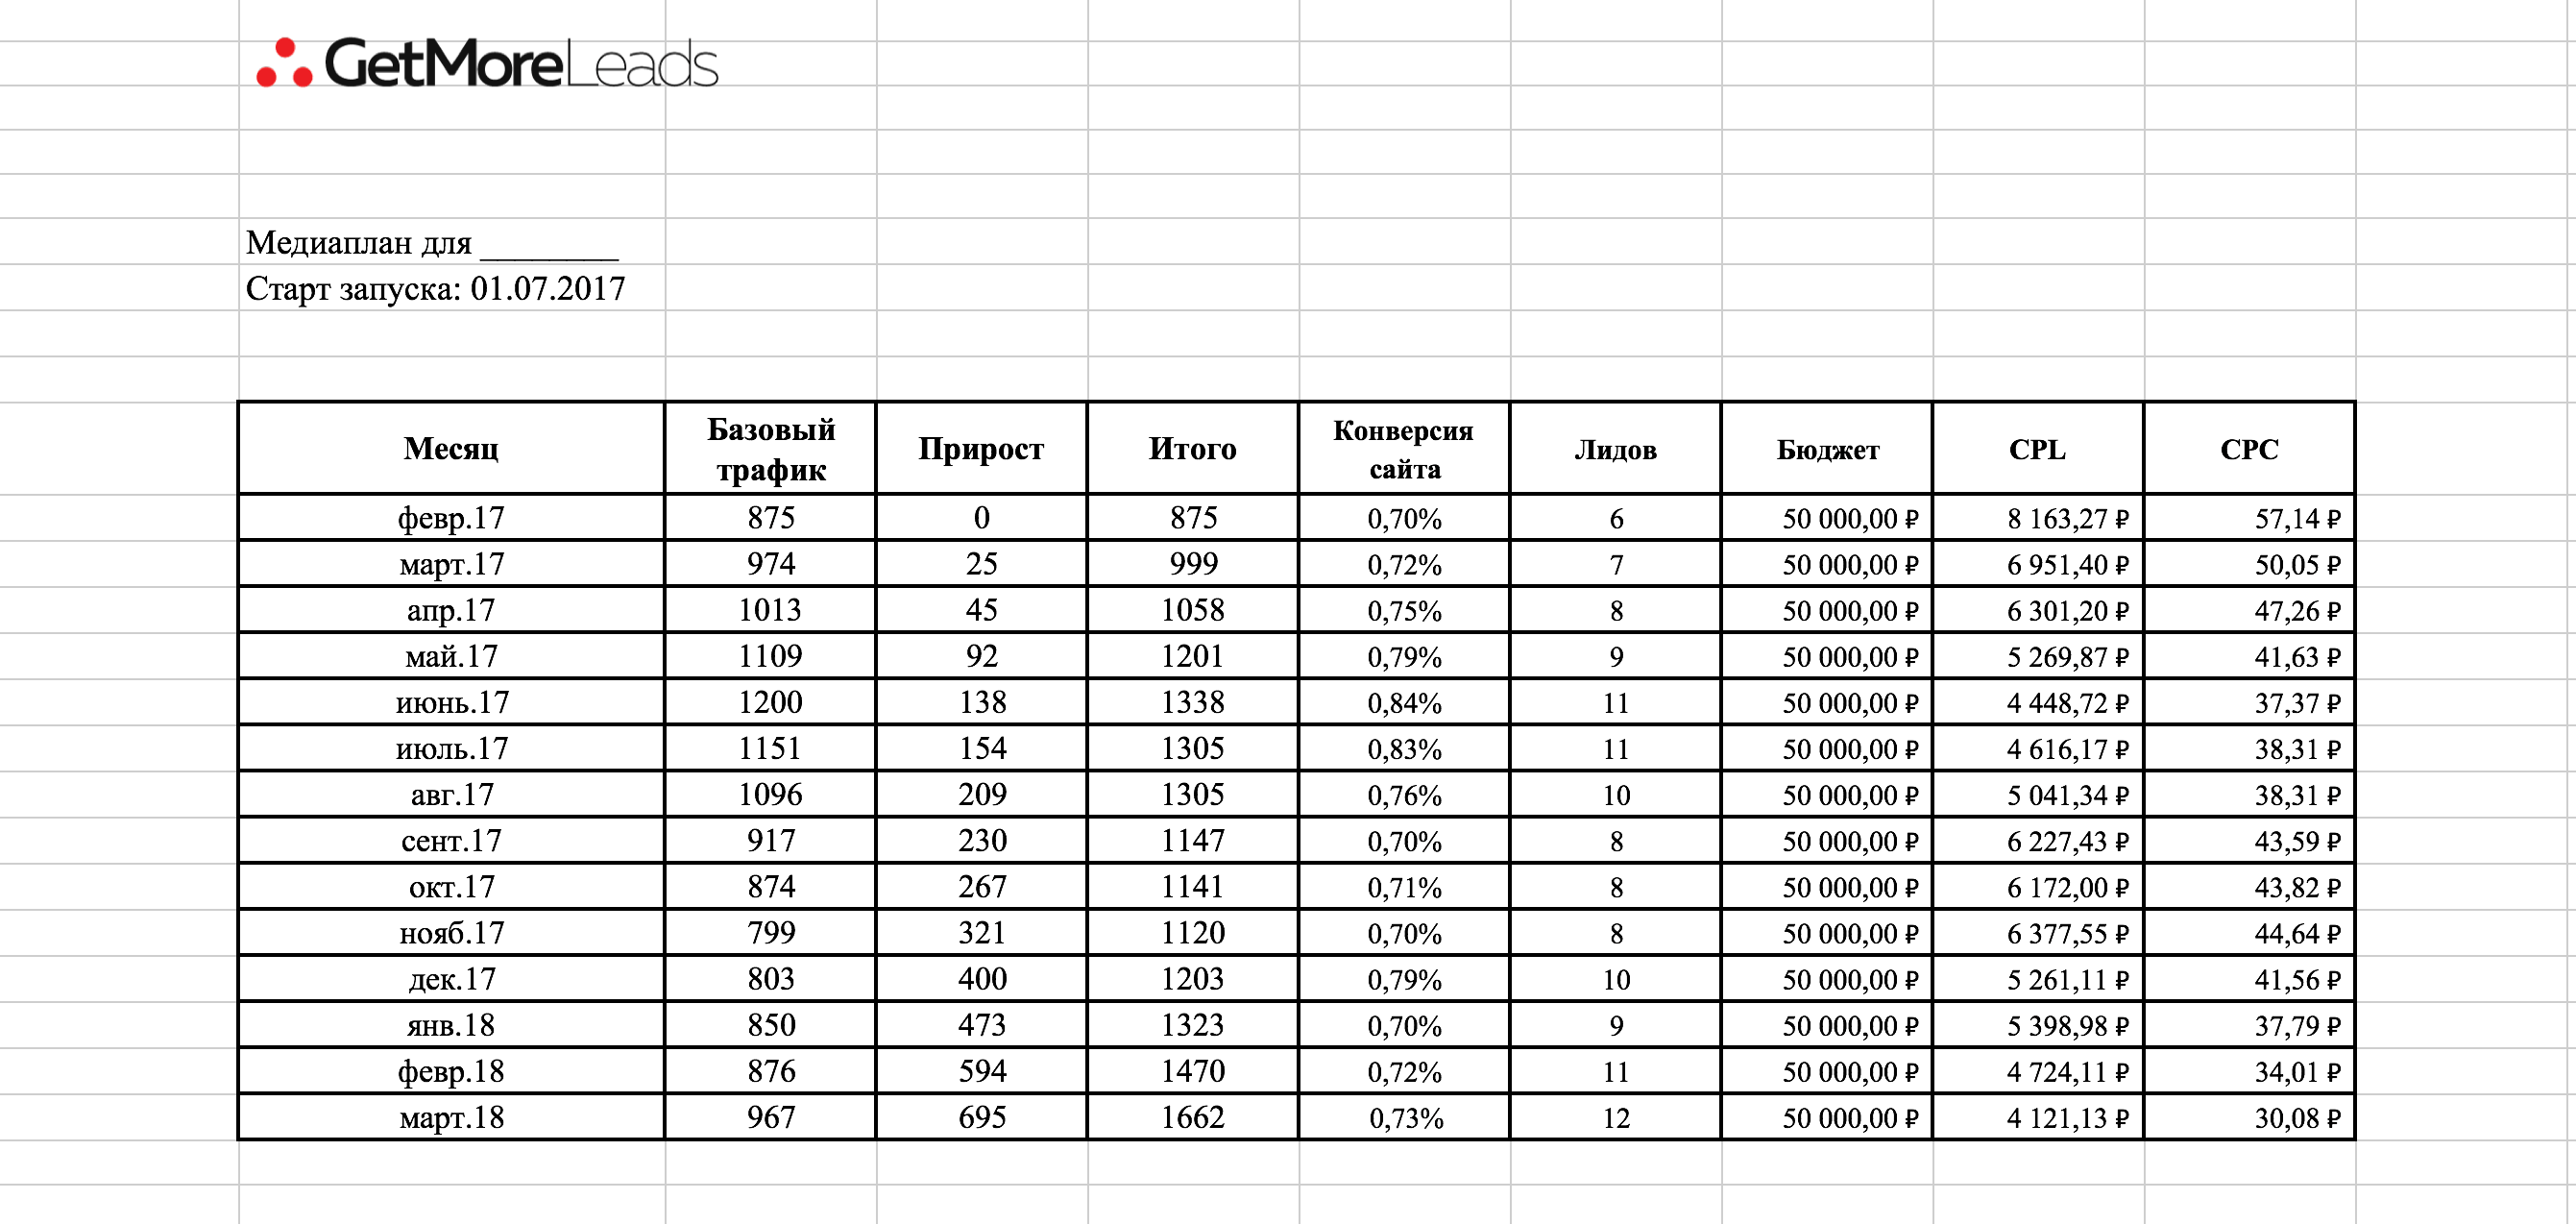 GetMoreLeads
Медиаплан для ________
Старт запуска: 01.07.2017
Месяц Базовый трафик Прирост Итого Конверсия сайта Лидов Бюджет CPL CPC
февр.17 875 0 875 0,70% 6 50 000,00 ₽ 8 163,27 ₽ 57,14 ₽
март.17 974 25 999 0,72% 7 50 000,00 ₽ 6 951,40 ₽ 50,05 ₽
апр.17 1013 45 1058 0,75% 8 50 000,00 ₽ 6 301,20 ₽ 47,26 ₽
май.17 1109 92 1201 0,79% 9 50 000,00 ₽ 5 269,87 ₽ 41,63 ₽
июнь.17 1200 138 1338 0,84% 11 50 000,00 ₽ 4 448,72 ₽ 37,37 ₽
июль.17 1151 154 1305 0,83% 11 50 000,00 ₽ 4 616,17 ₽ 38,31 ₽
авг.17 1096 209 1305 0,76% 10 50 000,00 ₽ 5 041,34 ₽ 38,31 ₽
сент.17 917 230 1147 0,70% 8 50 000,00 ₽ 6 227,43 ₽ 43,59 ₽
окт.17 874 267 1141 0,71% 8 50 000,00 ₽ 6 172,00 ₽ 43,82 ₽
нояб.17 799 321 1120 0,70% 8 50 000,00 ₽ 6 377,55 ₽ 44,64 ₽
дек.17 803 400 1203 0,79% 10 50 000,00 ₽ 5 261,11 ₽ 41,56 ₽
янв.18 850 473 1323 0,70% 9 50 000,00 ₽ 5 398,98 ₽ 37,79 ₽
февр.18 876 594 1470 0,72% 11 50 000,00 ₽ 4 724,11 ₽ 34,01 ₽
март.18 967 695 1662 0,73% 12 50 000,00 ₽ 4 121,13 ₽ 30,08 ₽